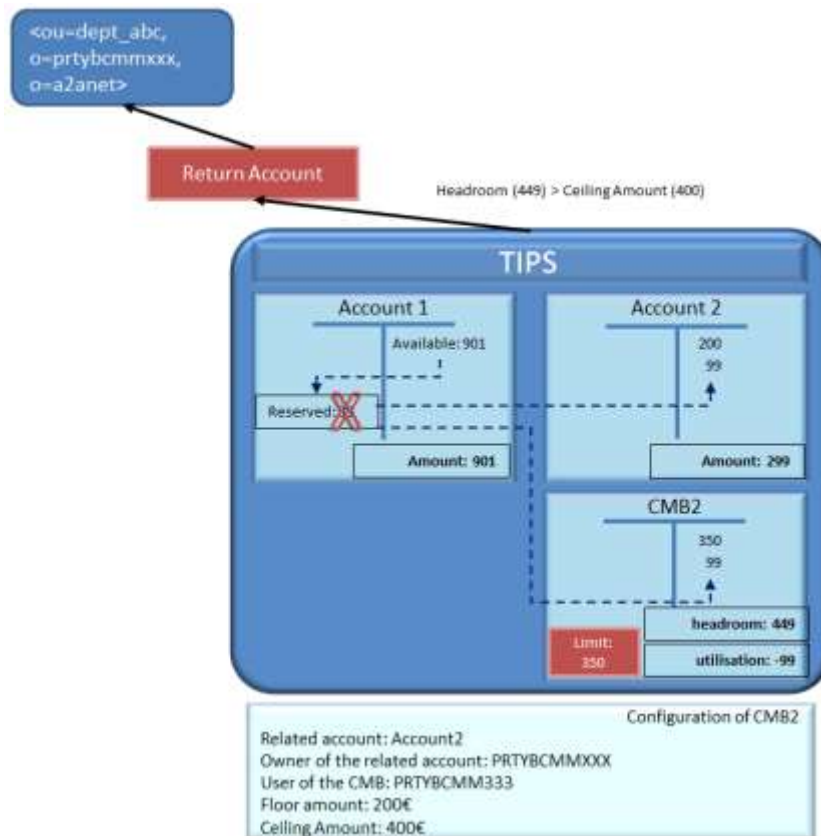 <ou=dept_abc,
o=prtybcmmxxx,
o=a2anet>
Return Account
Headroom (449) > Ceiling Amount (400)
TIPS
Account 1
Available: 901
Reserved:
Amount: 901
Account 2
200
99
Amount: 299
CMB2
350
99
headroom: 449
Limit:
350
utilisation: -99
Configuration of CMB2
Related account: Account2
Owner of the related account: PRTYBCMMXXX
User of the CMB: PRTYBCMM333
Floor amount: 200€
Ceiling Amount: 400€